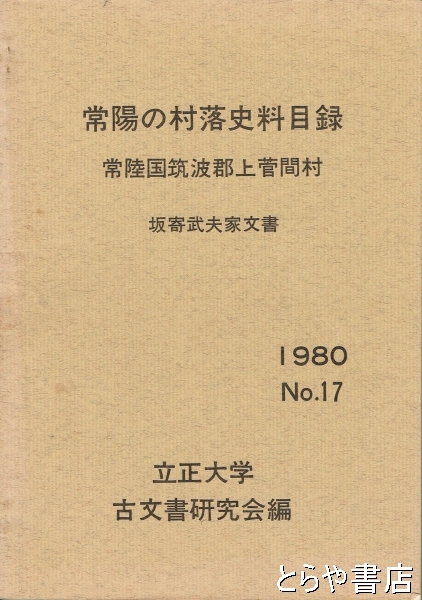 常陽の村落史料目録
常陸国筑波郡上菅間村
坂寄武夫家文書
1980
No.17
立正大学
古文書研究会編
とらや書店